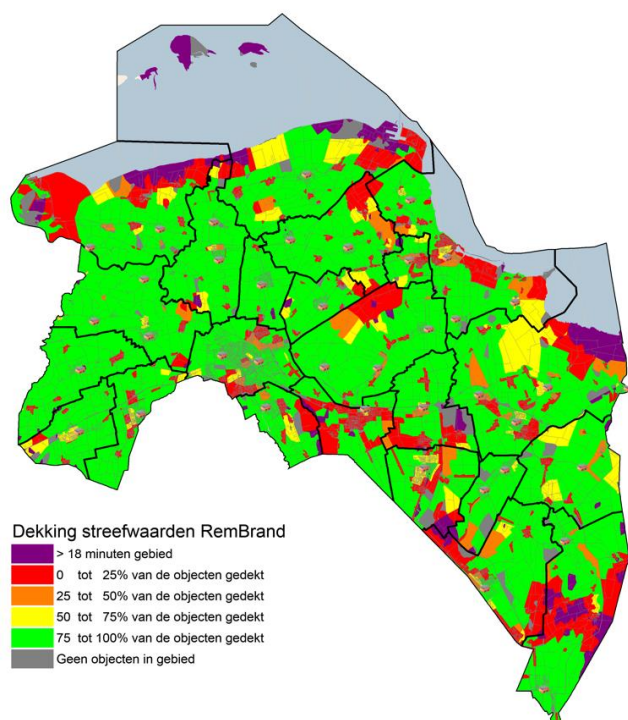 Dekking streefwaarden RemBrand
> 18 minuten gebied
0 tot 25% van de objecten gedekt
25 tot 50% van de objecten gedekt
50 tot 75% van de objecten gedekt
75 tot 100% van de objecten gedekt
Geen objecten in gebied